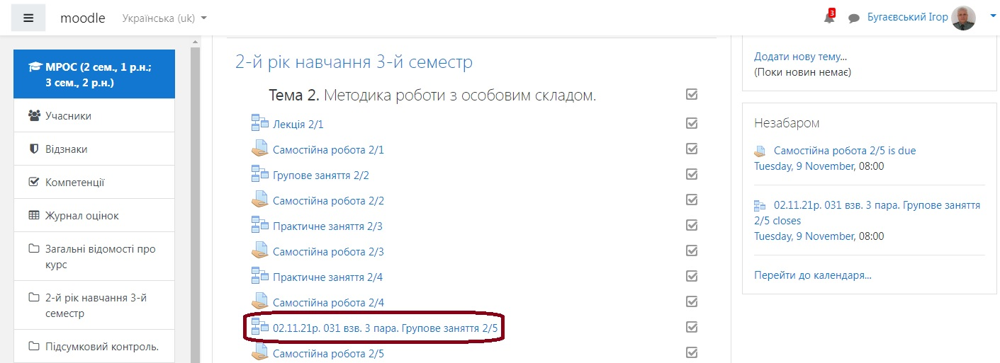 moodle Українська (uk) 3 Бугаєвський Ігор
МРОС (2 сем., 1 р.н.;
3 сем., 2 р.н.)
Учасники
Відзнаки
Компетенції
Журнал оцінок
Загальні відомості про
курс
2-й рік навчання 3-й
семестр
Підсумковий контроль.
2-й рік навчання 3-й семестр
Тема 2. Методика роботи з особовим складом.
Лекція 2/1
Самостійна робота 2/1
Групове заняття 2/2
Самостійна робота 2/2
Практичне заняття 2/3
Самостійна робота 2/3
Практичне заняття 2/4
Самостійна робота 2/4
02.11.21р. 031 взв. 3 пара. Групове заняття 2/5
Самостійна робота 2/5
Додати нову тему...
(Поки новин немає)
Незабаром
Самостійна робота 2/5 is due
Tuesday, 9 November, 08:00
02.11.21р. 031 взв. 3 пара. Групове заняття
2/5 closes
Tuesday, 9 November, 08:00
Перейти до календаря...